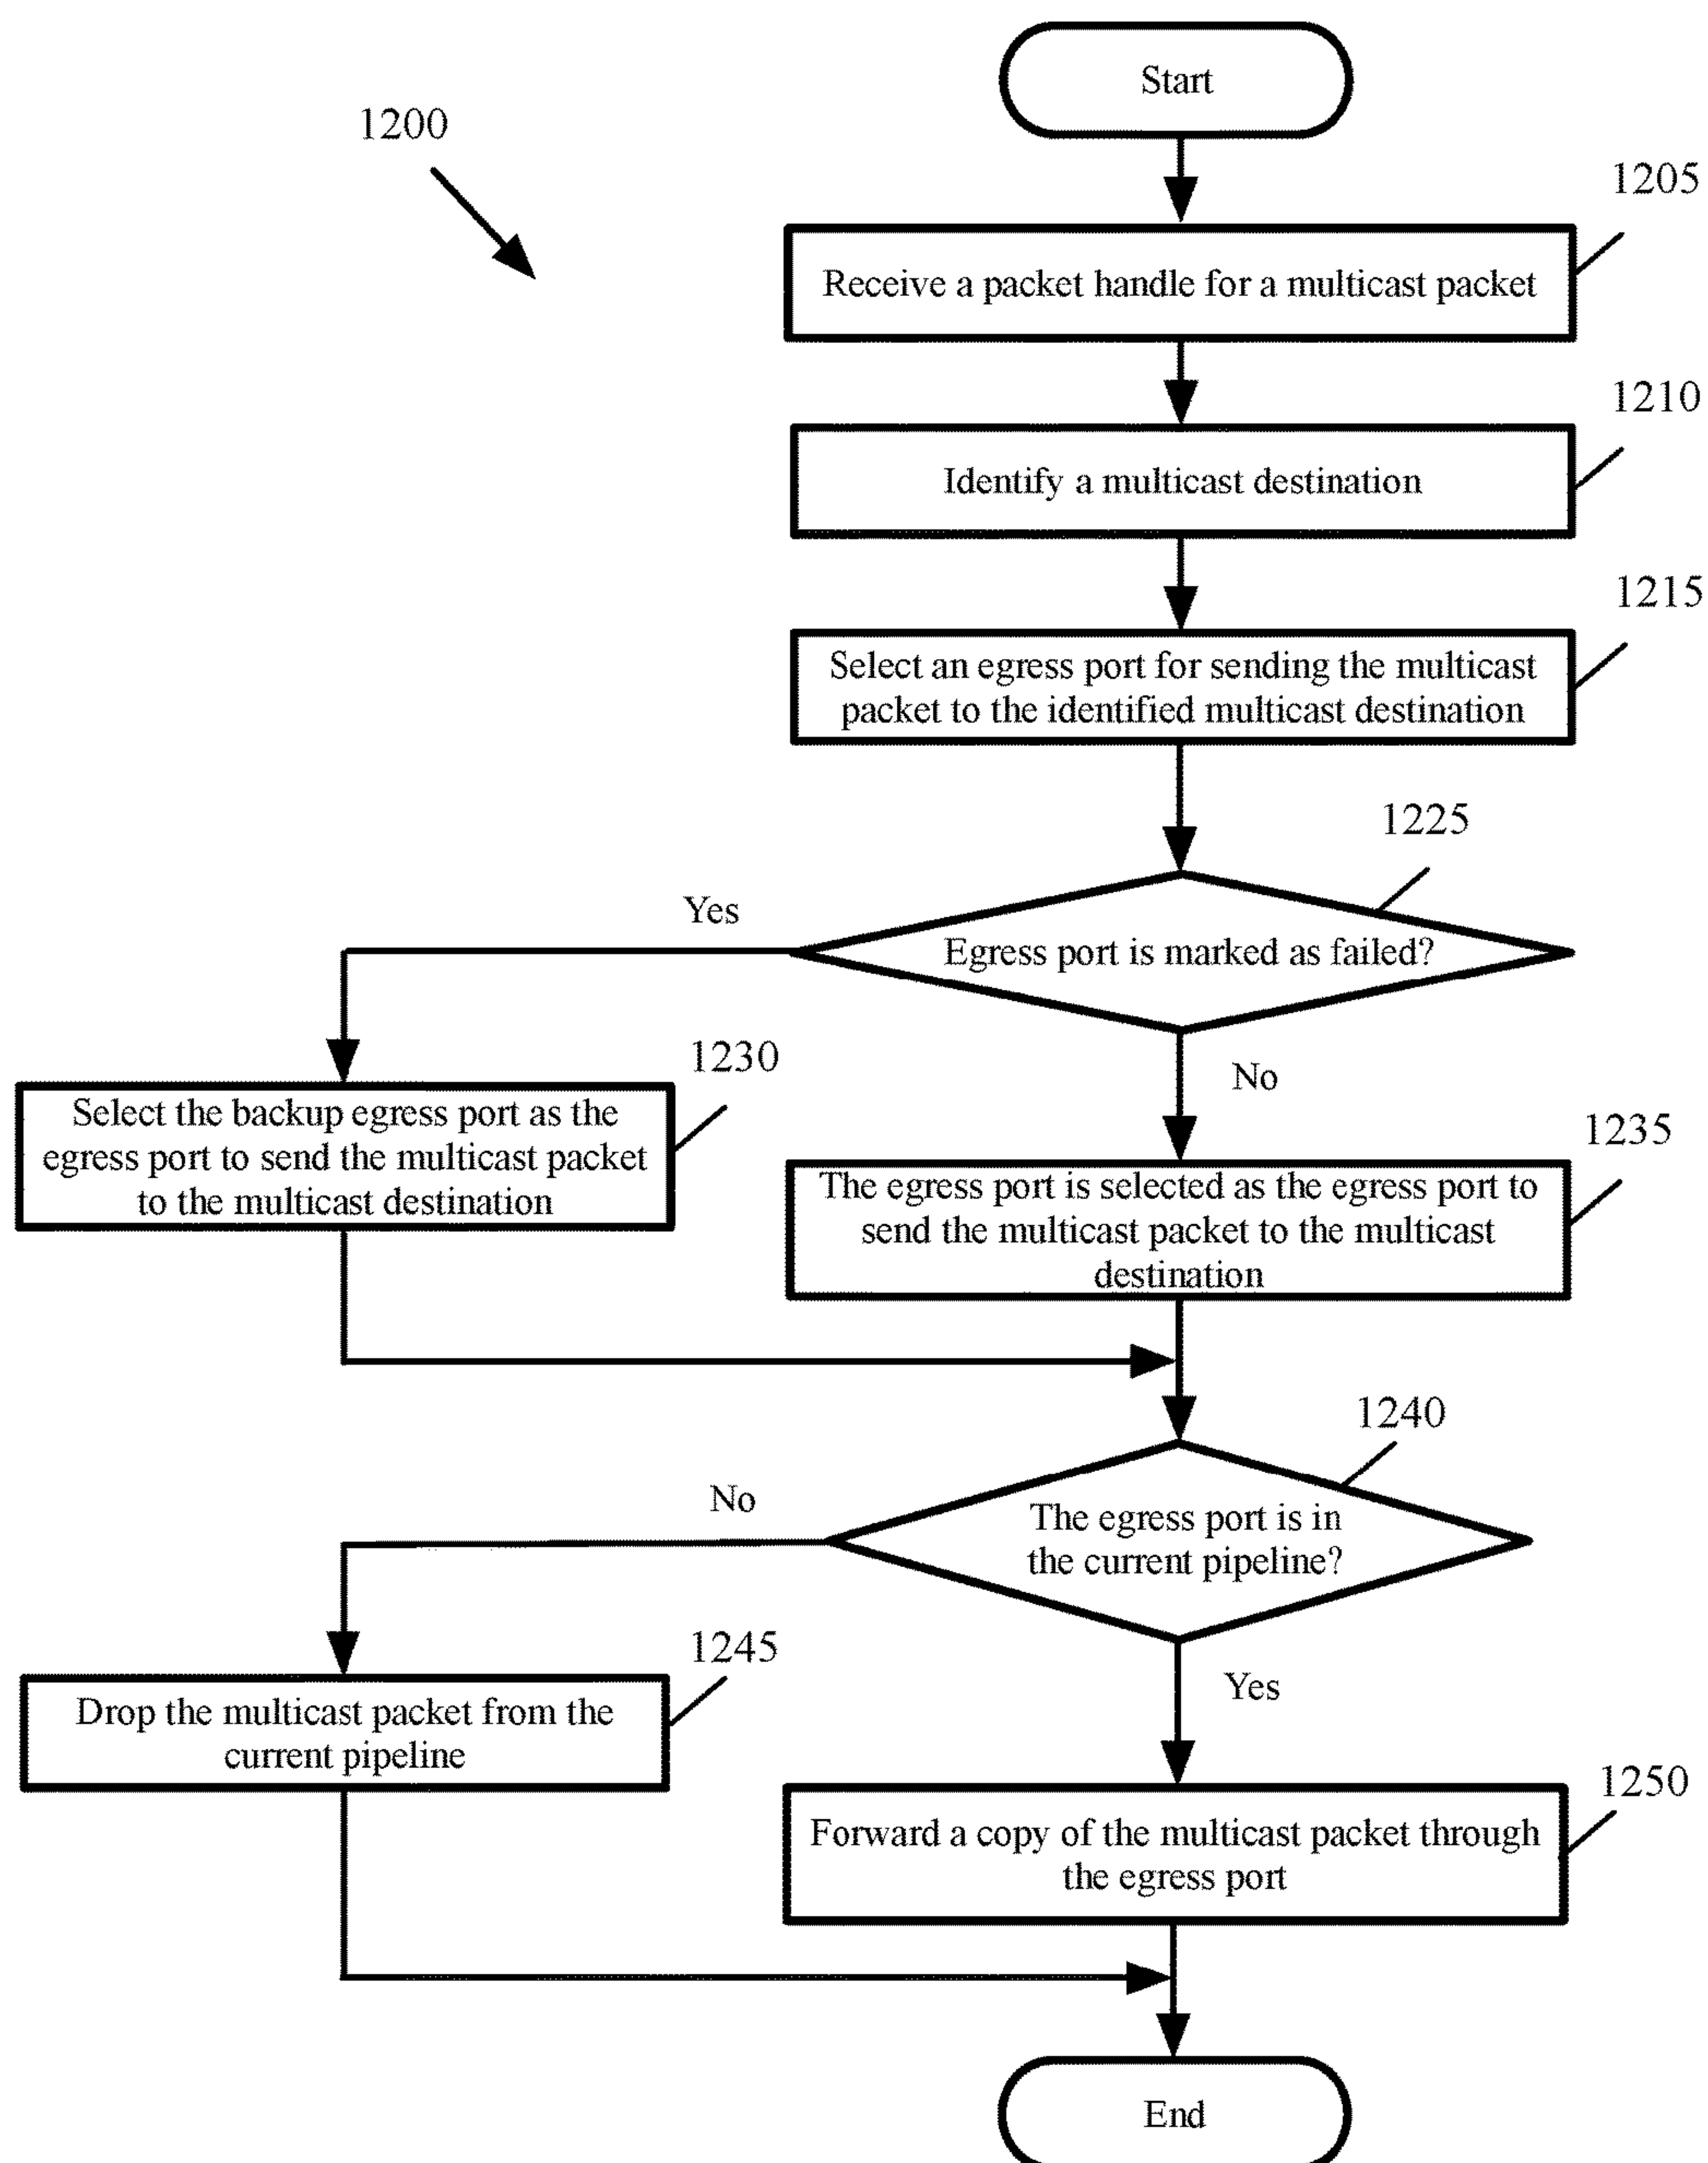 Start
1200
1205
Receive a packet handle for a multicast packet
1210
Identify a multicast destination
1215
Select an egress port for sending the multicast
packet to the identified multicast destination
1225
Yes
Egress port is marked as failed?
1230
No
Select the backup egress port as the
egress port to send the multicast packet
to the multicast destination
1235
The egress port is selected as the egress port to
send the multicast packet to the multicast
destination
1240
No
The egress port is in
the current pipeline?
1245
Yes
Drop the multicast packet from the
current pipeline
1250
Forward a copy of the multicast packet through
the egress port
End